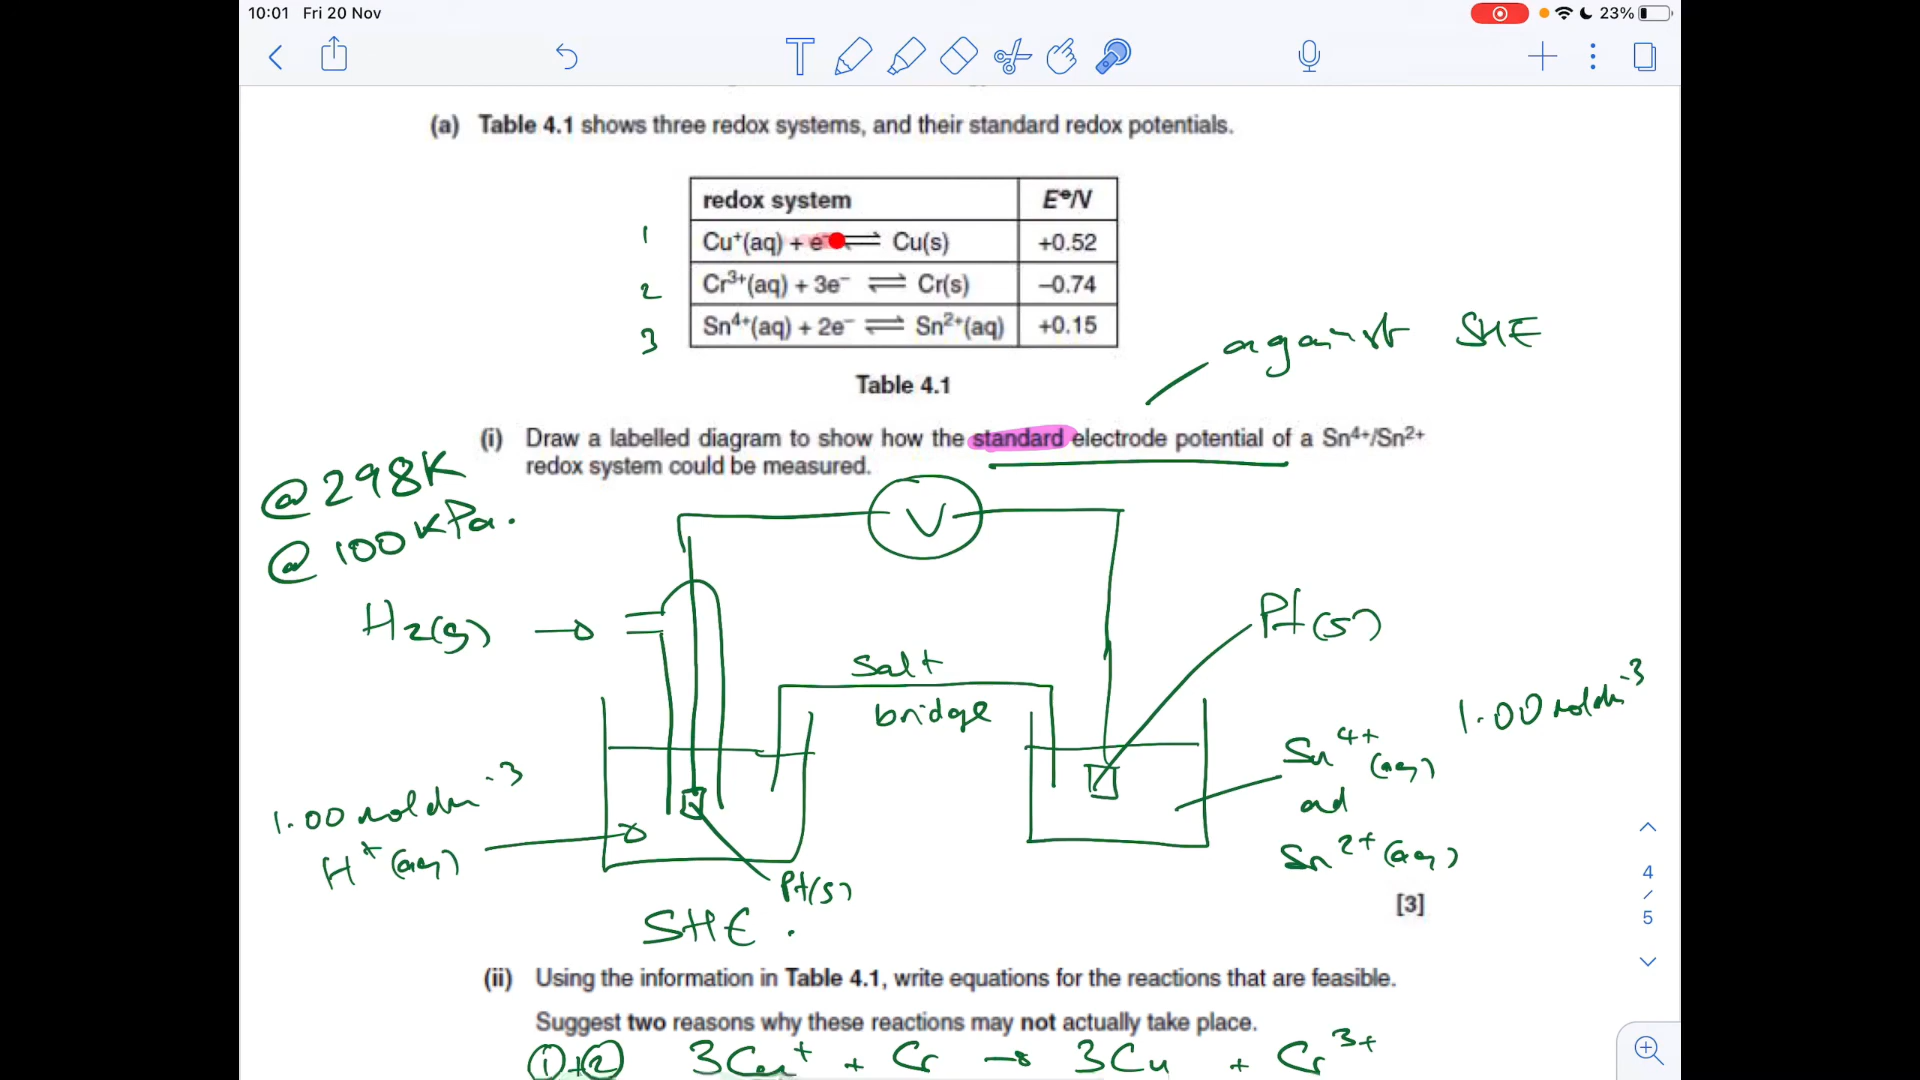 10:01 Fri 20 Nov
23%
(a) Table 4.1 shows three redox systems, and their standard redox potentials.
redox system E⦵/V
1 Cu⁺(aq) + e⁻ ⇌ Cu(s) +0.52
2 Cr³⁺(aq) + 3e⁻ ⇌ Cr(s) –0.74
3 Sn⁴⁺(aq) + 2e⁻ ⇌ Sn²⁺(aq) +0.15
against SHE
Table 4.1
(i) Draw a labelled diagram to show how the standard electrode potential of a Sn⁴⁺/Sn²⁺
redox system could be measured.
@ 298K
@ 100 kPa.
V
H₂(g)
Pt(s)
salt
bridge
1.00 moldm⁻³
Sn⁴⁺(aq)
ad
Sn²⁺(aq)
1.00 moldm⁻³
H⁺(aq)
Pt(s)
SHE .
[3]
4
/
5
(ii) Using the information in Table 4.1, write equations for the reactions that are feasible.
Suggest two reasons why these reactions may not actually take place.
①+② 3Cu⁺ + Cr → 3Cu + Cr³⁺